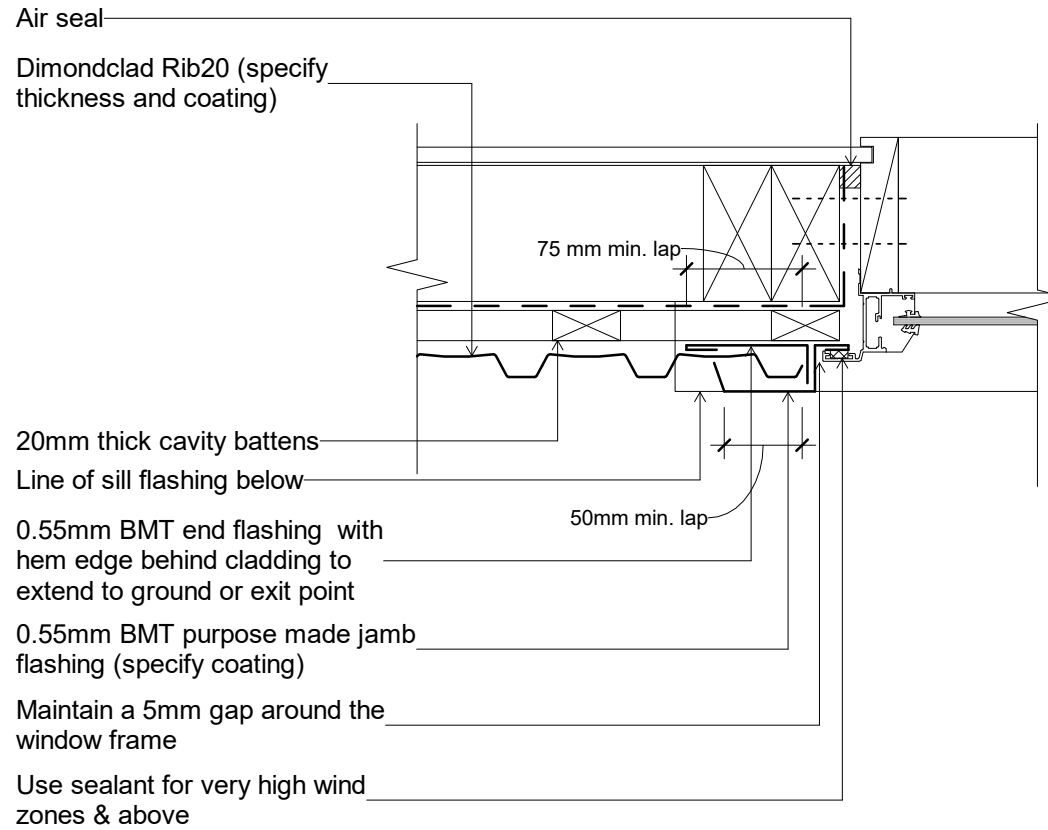 Air seal
Dimondclad Rib20 (specify
thickness and coating)
75 mm min. lap
20mm thick cavity battens
Line of sill flashing below
50mm min. lap
0.55mm BMT end flashing with
hem edge behind cladding to
extend to ground or exit point
0.55mm BMT purpose made jamb
flashing (specify coating)
Maintain a 5mm gap around the
window frame
Use sealant for very high wind
zones & above